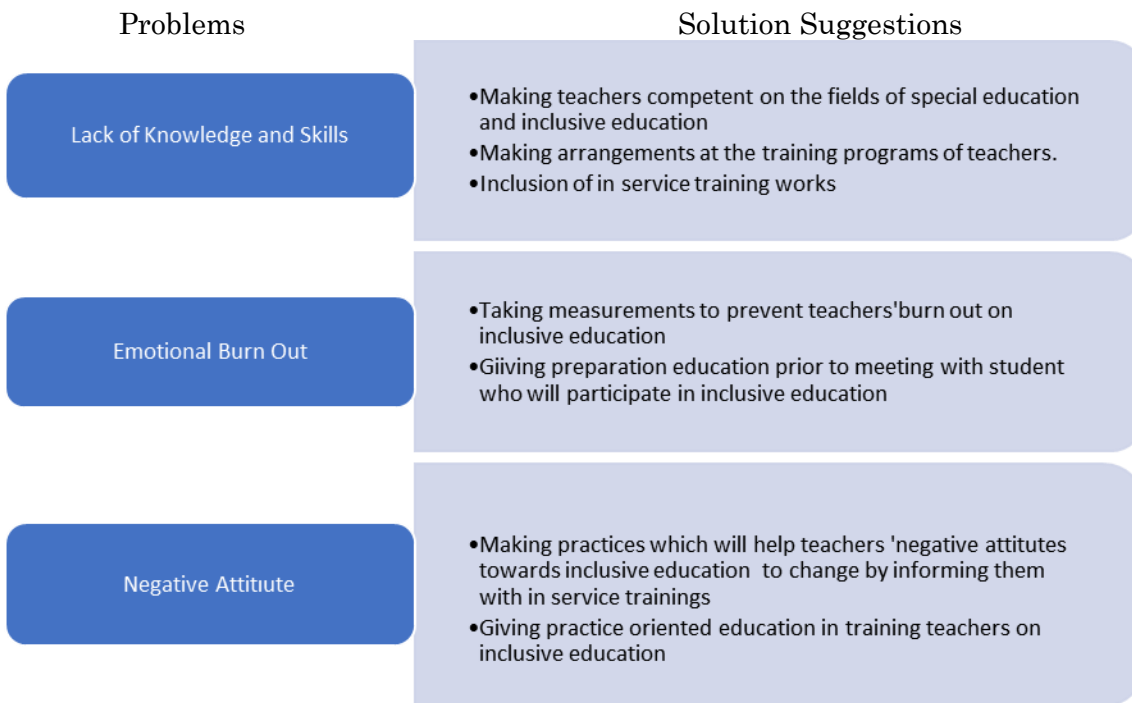 Problems
Solution Suggestions
Lack of Knowledge and Skills
•Making teachers competent on the fields of special education
and inclusive education
•Making arrangements at the training programs of teachers.
•Inclusion of in service training works
Emotional Burn Out
•Taking measurements to prevent teachers'burn out on
inclusive education
•Giiving preparation education prior to meeting with student
who will participate in inclusive education
Negative Attitıute
•Making practices which will help teachers 'negative attitutes
towards inclusive education to change by informing them
with in service trainings
•Giving practice oriented education in training teachers on
inclusive education